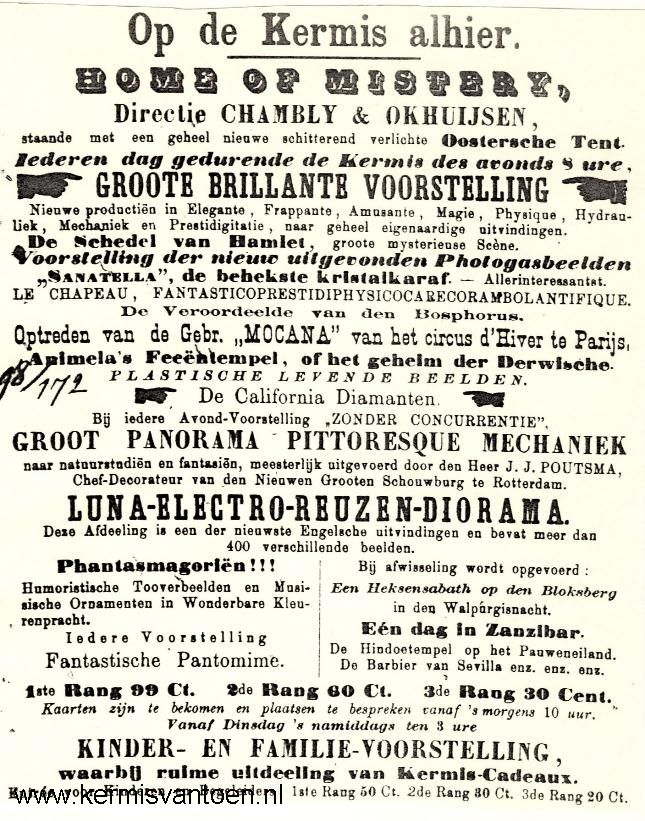 Op de Kermis alhier.
HOME OF MISTERY,
Directie CHAMBLY & OKHUIJSEN,
staande met een geheel nieuwe schitterend verlichte Oostersche Tent.
Iederen dag gedurende de Kermis des avonds 8 ure,
GROOTE BRILLANTE VOORSTELLING
Nieuwe productiën in Elegante, Frappante, Amusante, Magie, Physique, Hydrau-
liek, Mechaniek en Prestidigitatie, naar geheel eigenaardige uitvindingen.
De Schedel van Hamlet, groote mysterieuse Scène.
Voorstelling der nieuw uitgevonden Photogasbeelden
„SANATELLA”, de behekste kristalkaraf. — Allerinteressantst.
LE CHAPEAU, FANTASTICOPRESTIDIPHYSICOCARECORAMBOLANTIFIQUE.
De Veroordeelde van den Bosphorus.
Optreden van de Gebr. „MOCANA” van het circus d'Hiver te Parijs,
Animela's Feeëntempel, of het geheim der Derwische.
98/172
PLASTISCHE LEVENDE BEELDEN.
De California Diamanten.
Bij iedere Avond-Voorstelling „ZONDER CONCURRENTIE”,
GROOT PANORAMA PITTORESQUE MECHANIEK
naar natuurstudiën en fantasiën, meesterlijk uitgevoerd door den Heer J. J. POUTSMA,
Chef-Decorateur van den Nieuwen Grooten Schouwburg te Rotterdam.
LUNA-ELECTRO-REUZEN-DIORAMA.
Deze Afdeeling is een der nieuwste Engelsche uitvindingen en bevat meer dan
400 verschillende beelden.
Phantasmagoriën!!!
Humoristische Tooverbeelden en Musi-
sische Ornamenten in Wonderbare Kleu-
renpracht.
Iedere Voorstelling
Fantastische Pantomime.
Bij afwisseling wordt opgevoerd:
Een Heksensabath op den Bloksberg
in den Walpurgisnacht.
Eén dag in Zanzibar.
De Hindoetempel op het Pauweneiland.
De Barbier van Sevilla enz. enz. enz.
1ste Rang 99 Ct. 2de Rang 60 Ct. 3de Rang 30 Cent.
Kaarten zijn te bekomen en plaatsen te bespreken vanaf 's morgens 10 uur.
Vanaf Dinsdag 's namiddags ten 3 ure
KINDER- EN FAMILIE-VOORSTELLING,
waarbij ruime uitdeeling van Kermis-Cadeaux.
Entrée voor Kinderen en Begeleiders 1ste Rang 50 Ct. 2de Rang 30 Ct. 3de Rang 20 Ct.
www.kermisvantoen.nl